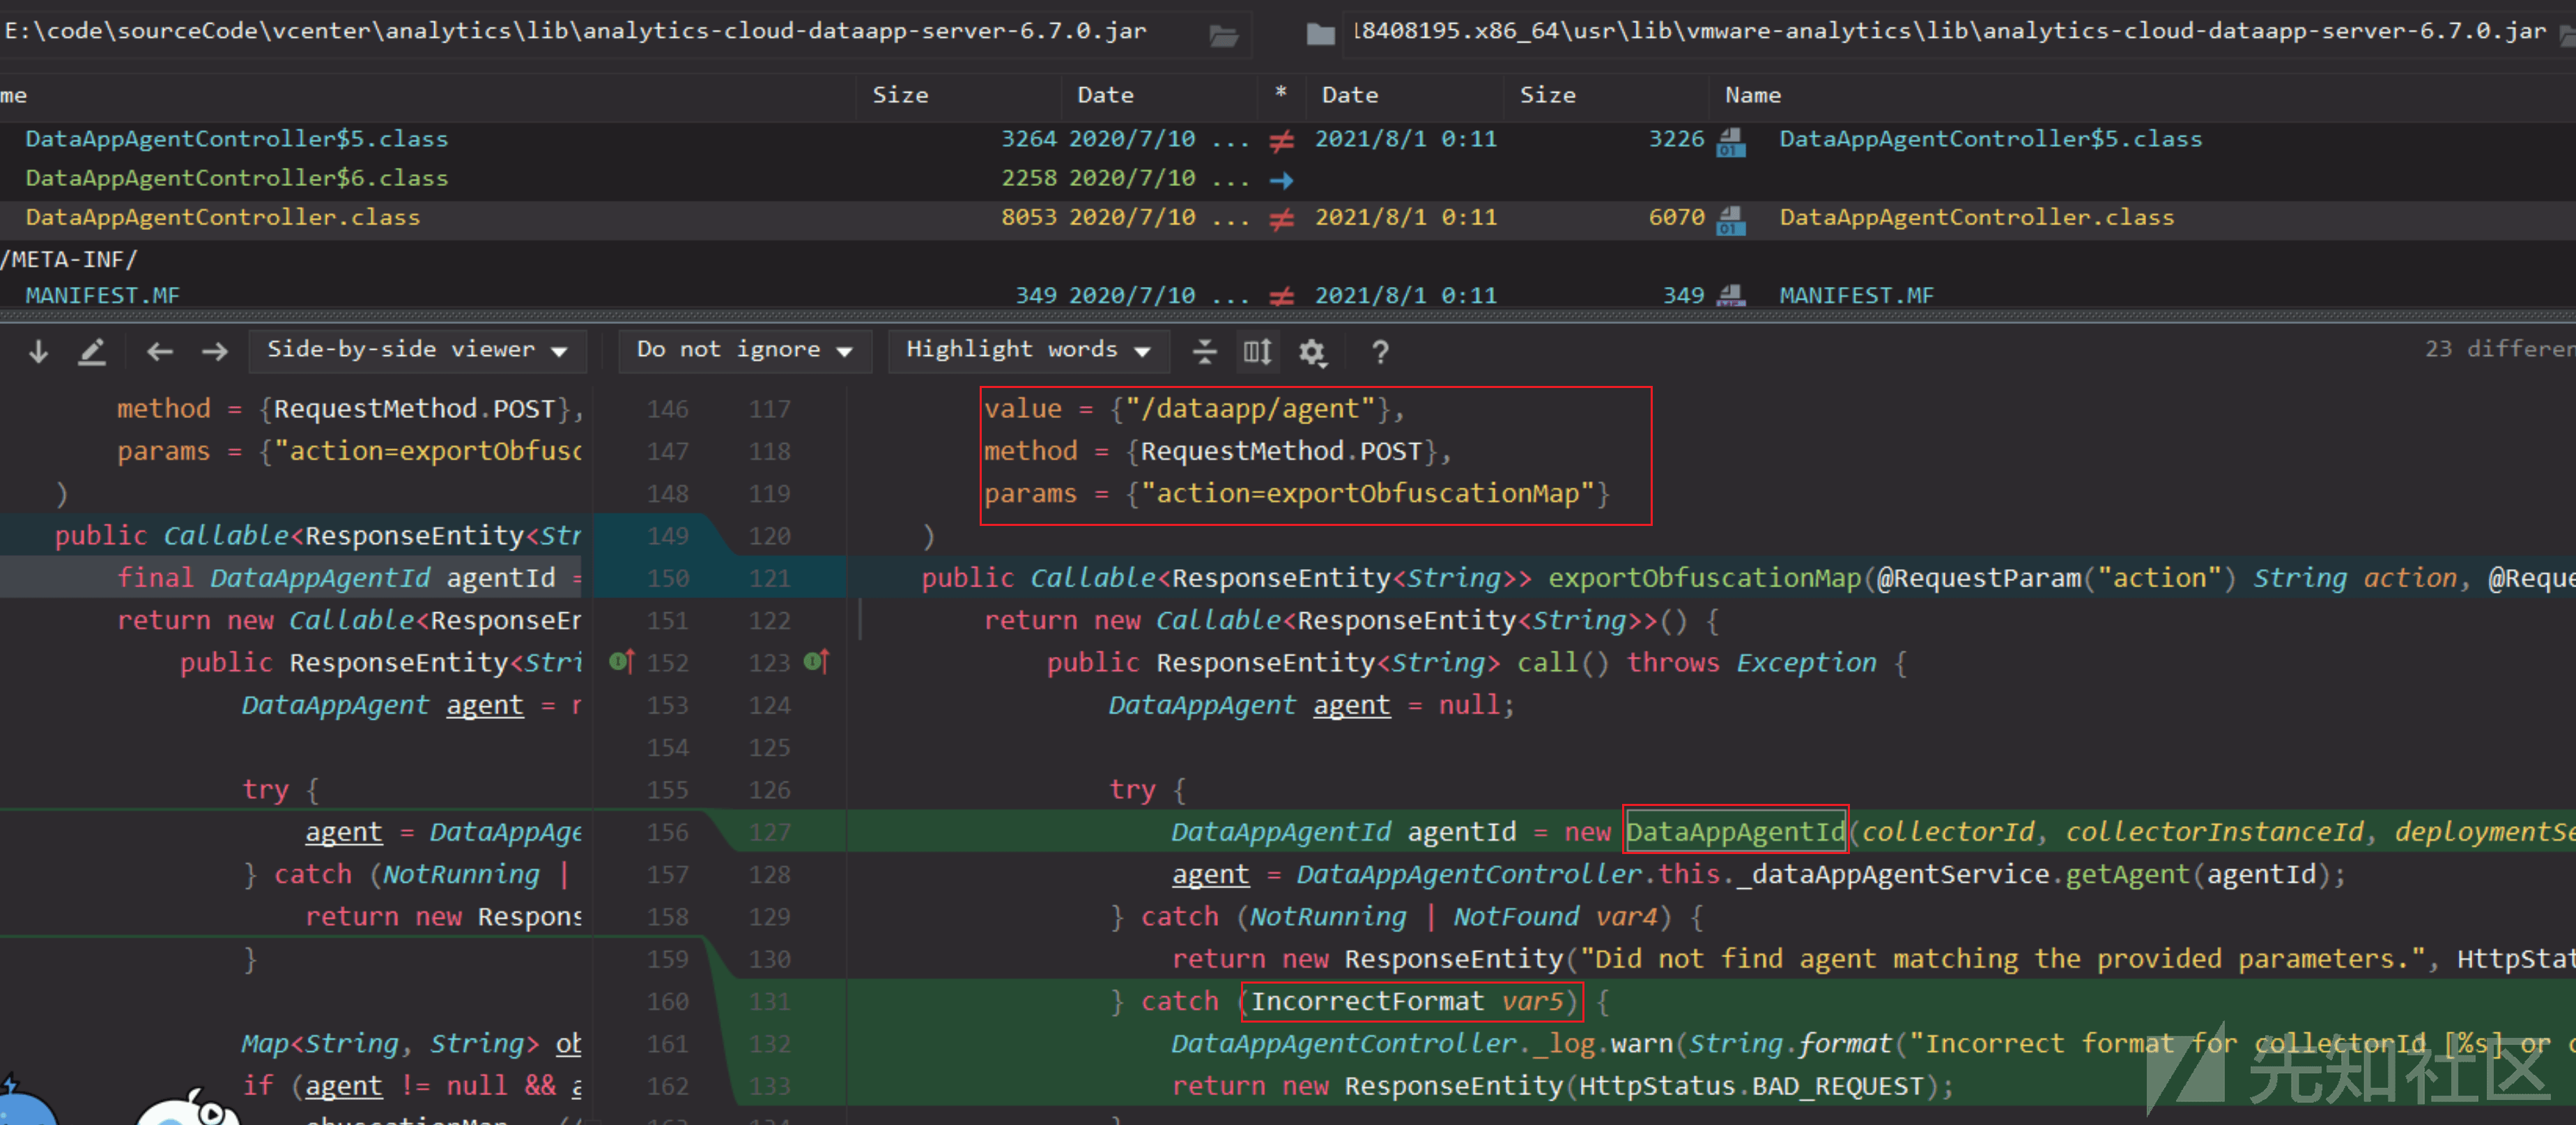 E:\code\sourceCode\vcenter\analytics\lib\analytics-cloud-dataapp-server-6.7.0.jar
18408195.x86_64\usr\lib\vmware-analytics\lib\analytics-cloud-dataapp-server-6.7.0.jar
me Size Date * Date Size Name
DataAppAgentController$5.class 3264 2020/7/10 ... ≠ 2021/8/1 0:11 3226 DataAppAgentController$5.class
DataAppAgentController$6.class 2258 2020/7/10 ... →
DataAppAgentController.class 8053 2020/7/10 ... ≠ 2021/8/1 0:11 6070 DataAppAgentController.class
/META-INF/
MANIFEST.MF 349 2020/7/10 ... ≠ 2021/8/1 0:11 349 MANIFEST.MF
Side-by-side viewer Do not ignore Highlight words ? 23 differen
method = {RequestMethod.POST}, 146 117 value = {"/dataapp/agent"},
params = {"action=exportObfusc 147 118 method = {RequestMethod.POST},
) 148 119 params = {"action=exportObfuscationMap"}
public Callable<ResponseEntity<Str 149 120 )
final DataAppAgentId agentId = 150 121 public Callable<ResponseEntity<String>> exportObfuscationMap(@RequestParam("action") String action, @Reque
return new Callable<ResponseEr 151 122 return new Callable<ResponseEntity<String>>() {
public ResponseEntity<Stri 152 123 public ResponseEntity<String> call() throws Exception {
DataAppAgent agent = r 153 124 DataAppAgent agent = null;
154 125
try { 155 126 try {
agent = DataAppAge 156 127 DataAppAgentId agentId = new DataAppAgentId(collectorId, collectorInstanceId, deploymentSe
} catch (NotRunning | 157 128 agent = DataAppAgentController.this._dataAppAgentService.getAgent(agentId);
return new Respons 158 129 } catch (NotRunning | NotFound var4) {
} 159 130 return new ResponseEntity("Did not find agent matching the provided parameters.", HttpStat
160 131 } catch (IncorrectFormat var5) {
Map<String, String> ob 161 132 DataAppAgentController._log.warn(String.format("Incorrect format for collectorId [%s] or c
if (agent != null && a 162 133 return new ResponseEntity(HttpStatus.BAD_REQUEST);
先知社区